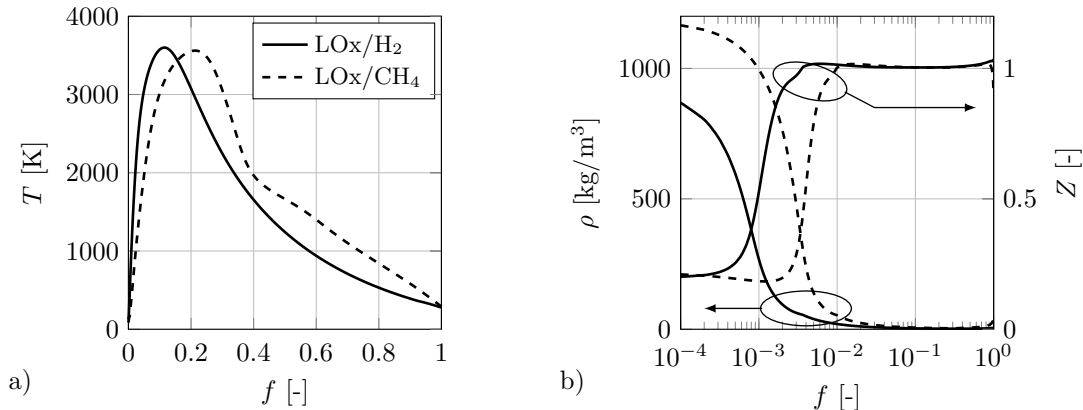 4000
3000
2000
1000
0
T [K]
0
0.2
0.4
0.6
0.8
1
f [-]
LOx/H₂
LOx/CH₄
a)
1000
500
0
ρ [kg/m³]
10⁻⁴
10⁻³
10⁻²
10⁻¹
10⁰
f [-]
1
0.5
0
Z [-]
b)